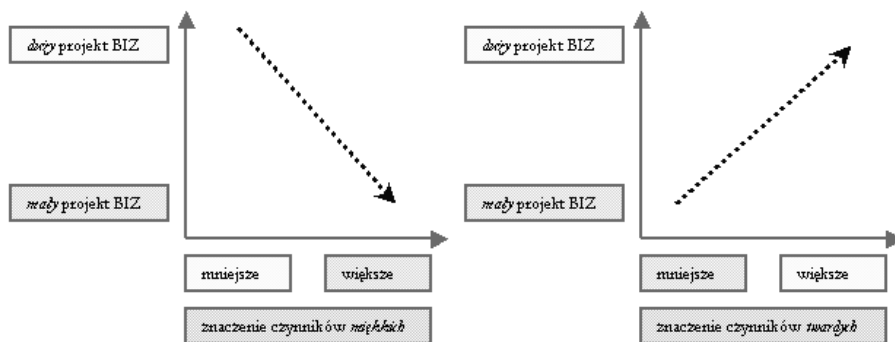 duży projekt BIZ
mały projekt BIZ
mniejsze
większe
znaczenie czynników miękkich
duży projekt BIZ
mały projekt BIZ
mniejsze
większe
znaczenie czynników twardych